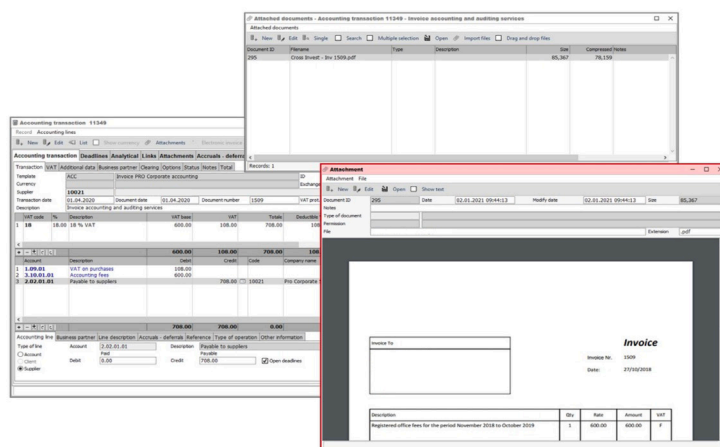 Attached documents - Accounting transaction 11349 - Invoice accounting and auditing services
Attached documents
New Edit Single Search Multiple selection Open Import files Drag and drop files
Document ID Filename Type Description Size Compressed Notes
295 Cross Invest - Inv 1509.pdf 85,367 78,159
Records: 1
Accounting transaction 11349
Record Accounting lines
New Edit List Show currency Attachments Electronic invoice
Accounting transaction Deadlines Analytical Links Attachments Accruals - deferra
Transaction VAT Additional data Business partner Clearing Options Status Notes Total
Template ACC Invoice PRO Corporate accounting ID
Currency Exchange
Supplier 10021
Transaction date 01.04.2020 Document date 01.04.2020 Document number 1509 VAT prot.
Description Invoice accounting and auditing services
VAT code % Description VAT base VAT Totale Deductible
1 18 18.00 18 % VAT 600.00 108.00 708.00 108
600.00 108.00 708.00 108
Account Description Debit Credit Code Company name
1 1.09.01 VAT on purchases 108.00
2 3.10.01.01 Accounting fees 600.00
3 2.02.01.01 Payable to suppliers 708.00 10021 Pro Corporate
708.00 708.00 0.00
Accounting line Business partner Line description Accruals - deferrals Reference Type of operation Other information
Type of line Account 2.02.01.01 Description Payable to suppliers
Account Paid Payable
Client Debit 0.00 Credit 708.00 Open deadlines
Supplier
Attachment
Attachment File
New Edit Open Show text
Document ID 295 Date 02.01.2021 09:44:13 Modify date 02.01.2021 09:44:13 Size 85,367
Notes
Type of document
Permission
File Extension .pdf
Invoice
Invoice To
Invoice Nr. 1509
Date: 27/10/2018
Description Qty Rate Amount VAT
Registered office fees for the period November 2018 to October 2019 1 600.00 600.00 F